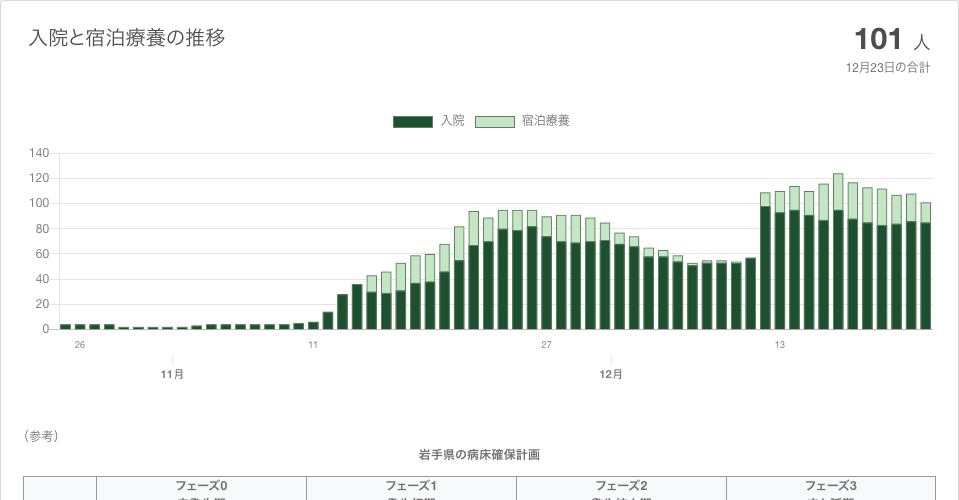 入院と宿泊療養の推移
101 人
12月23日の合計
入院 宿泊療養
140
120
100
80
60
40
20
0
26 11 27 13
11月 12月
（参考）
岩手県の病床確保計画
フェーズ0 フェーズ1 フェーズ2 フェーズ3